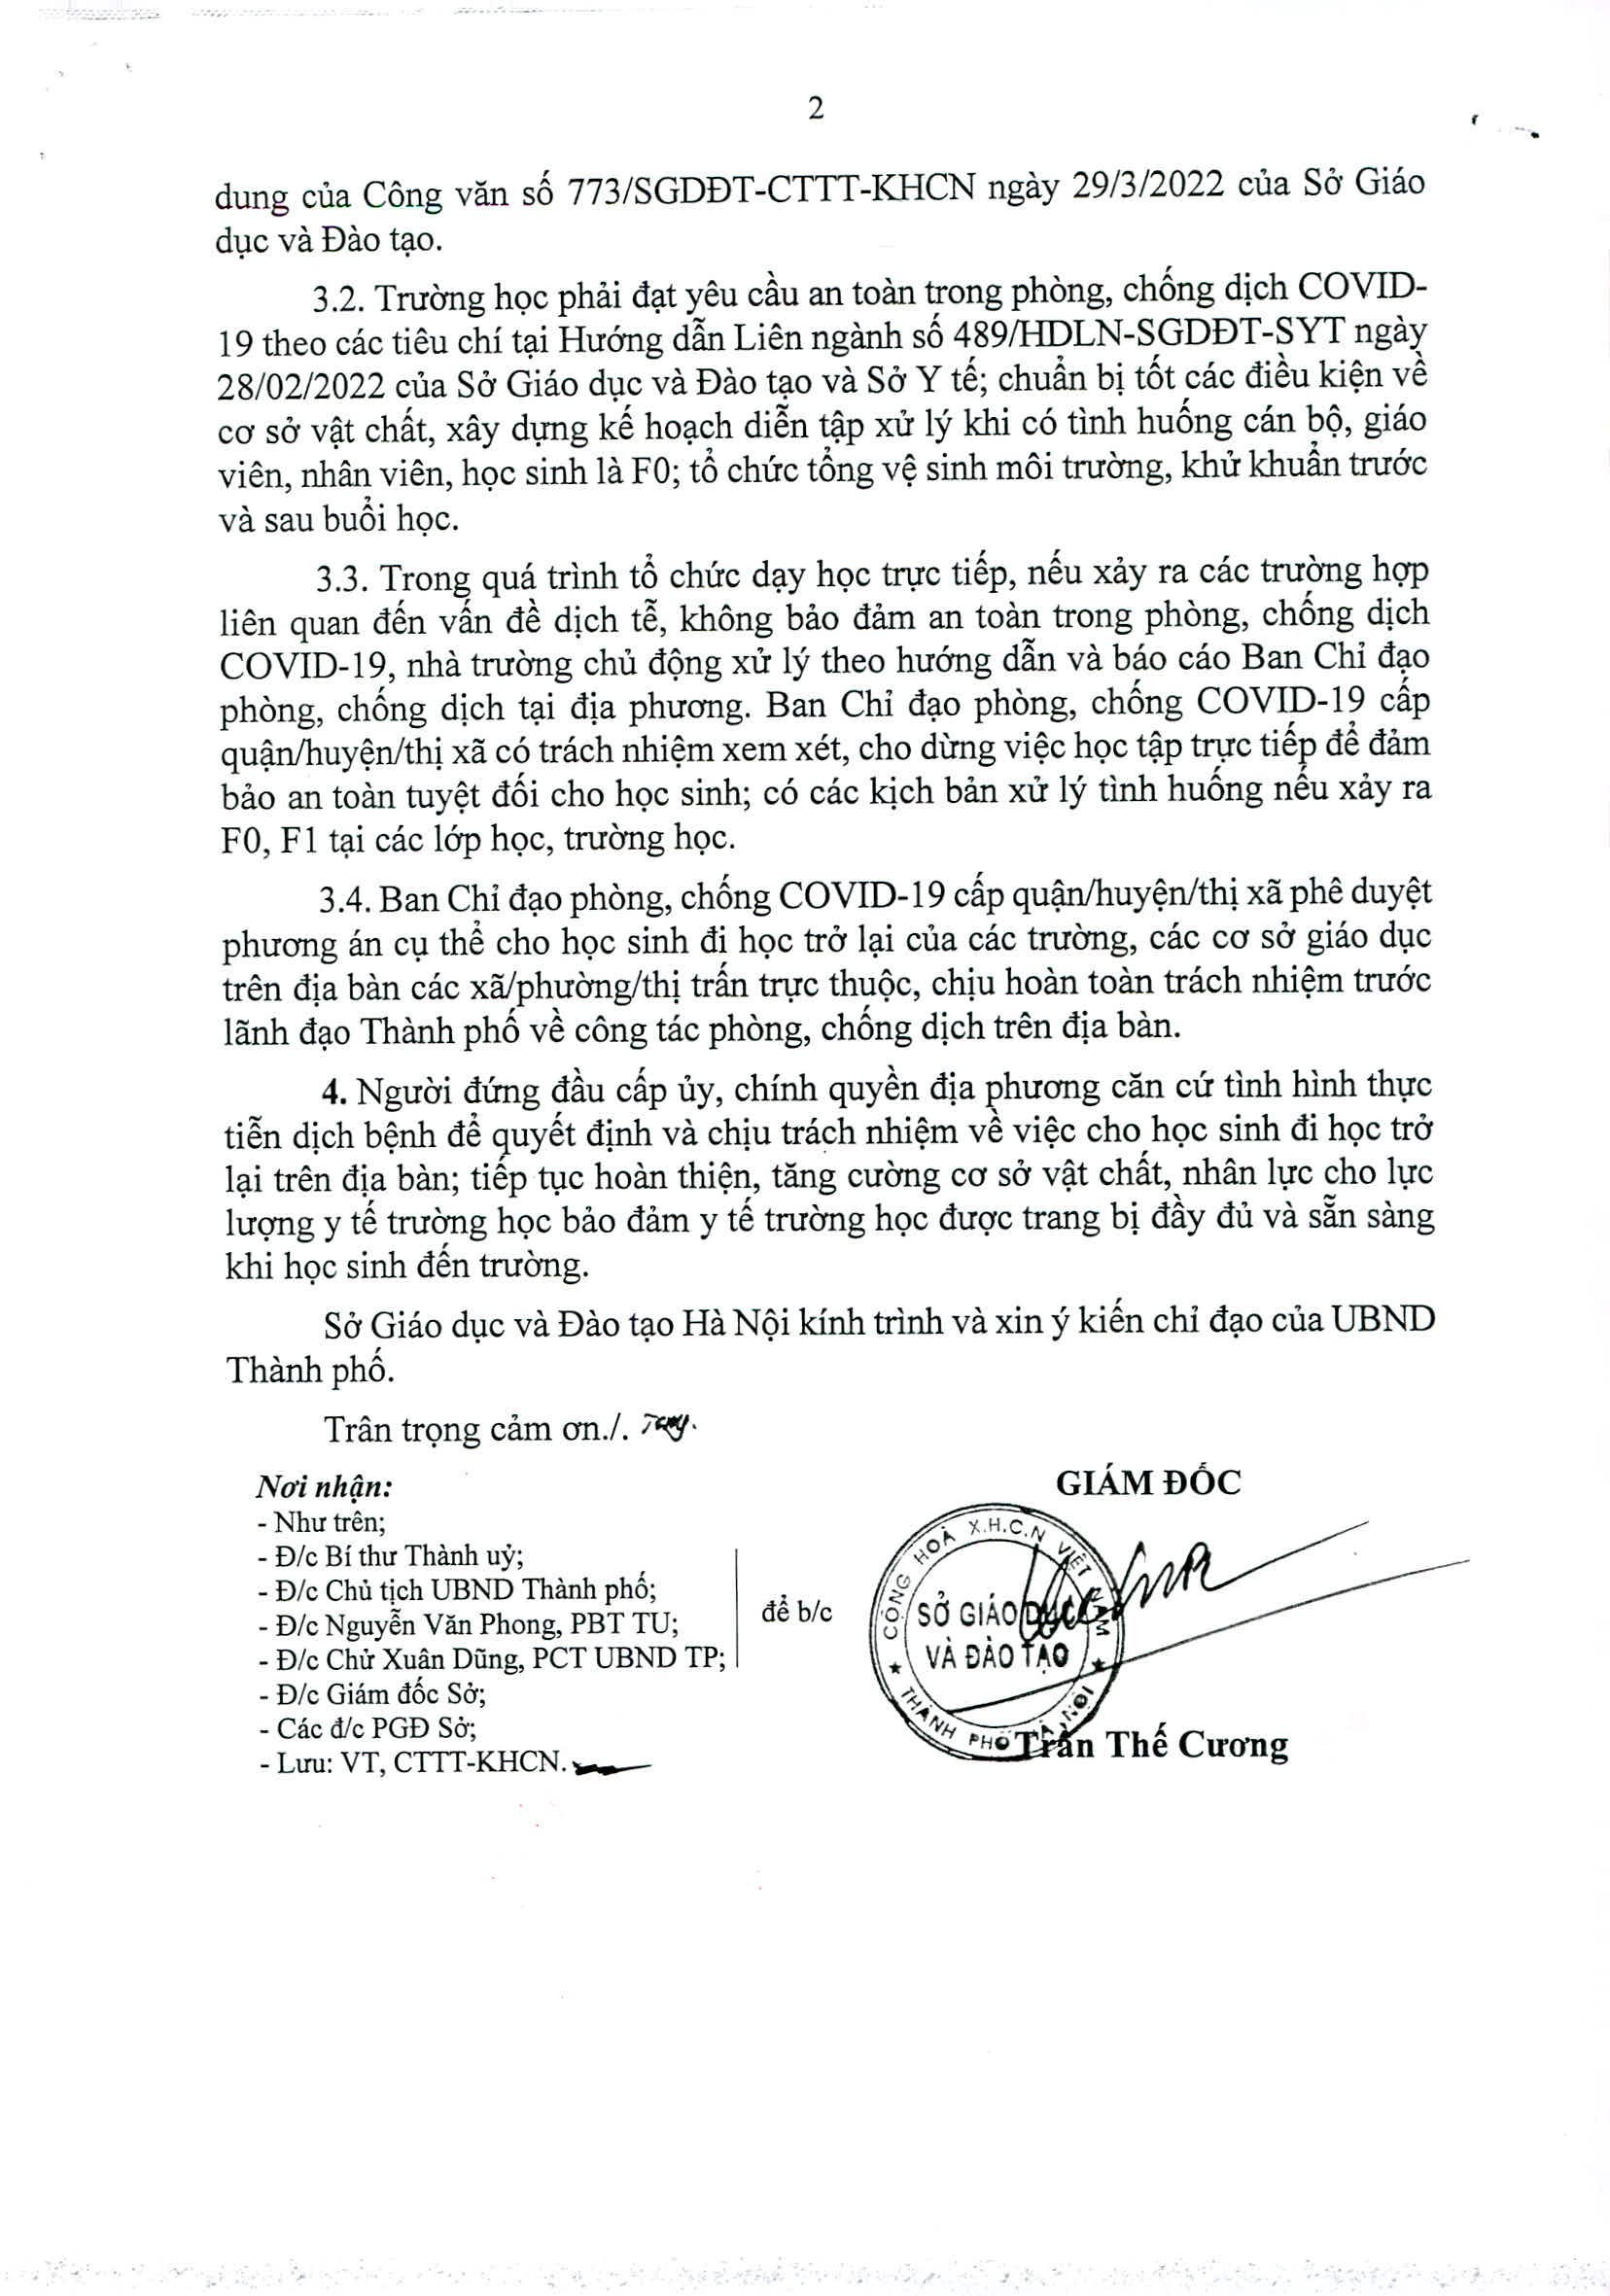 2
dung của Công văn số 773/SGDĐT-CTTT-KHCN ngày 29/3/2022 của Sở Giáo
dục và Đào tạo.
3.2. Trường học phải đạt yêu cầu an toàn trong phòng, chống dịch COVID-
19 theo các tiêu chí tại Hướng dẫn Liên ngành số 489/HDLN-SGDĐT-SYT ngày
28/02/2022 của Sở Giáo dục và Đào tạo và Sở Y tế; chuẩn bị tốt các điều kiện về
cơ sở vật chất, xây dựng kế hoạch diễn tập xử lý khi có tình huống cán bộ, giáo
viên, nhân viên, học sinh là F0; tổ chức tổng vệ sinh môi trường, khử khuẩn trước
và sau buổi học.
3.3. Trong quá trình tổ chức dạy học trực tiếp, nếu xảy ra các trường hợp
liên quan đến vấn đề dịch tễ, không bảo đảm an toàn trong phòng, chống dịch
COVID-19, nhà trường chủ động xử lý theo hướng dẫn và báo cáo Ban Chỉ đạo
phòng, chống dịch tại địa phương. Ban Chỉ đạo phòng, chống COVID-19 cấp
quận/huyện/thị xã có trách nhiệm xem xét, cho dừng việc học tập trực tiếp để đảm
bảo an toàn tuyệt đối cho học sinh; có các kịch bản xử lý tình huống nếu xảy ra
F0, F1 tại các lớp học, trường học.
3.4. Ban Chỉ đạo phòng, chống COVID-19 cấp quận/huyện/thị xã phê duyệt
phương án cụ thể cho học sinh đi học trở lại của các trường, các cơ sở giáo dục
trên địa bàn các xã/phường/thị trấn trực thuộc, chịu hoàn toàn trách nhiệm trước
lãnh đạo Thành phố về công tác phòng, chống dịch trên địa bàn.
4. Người đứng đầu cấp ủy, chính quyền địa phương căn cứ tình hình thực
tiễn dịch bệnh để quyết định và chịu trách nhiệm về việc cho học sinh đi học trở
lại trên địa bàn; tiếp tục hoàn thiện, tăng cường cơ sở vật chất, nhân lực cho lực
lượng y tế trường học bảo đảm y tế trường học được trang bị đầy đủ và sẵn sàng
khi học sinh đến trường.
Sở Giáo dục và Đào tạo Hà Nội kính trình và xin ý kiến chỉ đạo của UBND
Thành phố.
Trân trọng cảm ơn./.
Nơi nhận:
- Như trên;
- Đ/c Bí thư Thành uỷ;
- Đ/c Chủ tịch UBND Thành phố;
- Đ/c Nguyễn Văn Phong, PBT TU;
- Đ/c Chử Xuân Dũng, PCT UBND TP;
- Đ/c Giám đốc Sở;
- Các đ/c PGĐ Sở;
- Lưu: VT, CTTT-KHCN.
để b/c
GIÁM ĐỐC
CỘNG HOÀ X.H.C.N VIỆT NAM
SỞ GIÁO DỤC
VÀ ĐÀO TẠO
THÀNH PHỐ HÀ NỘI
Trần Thế Cương